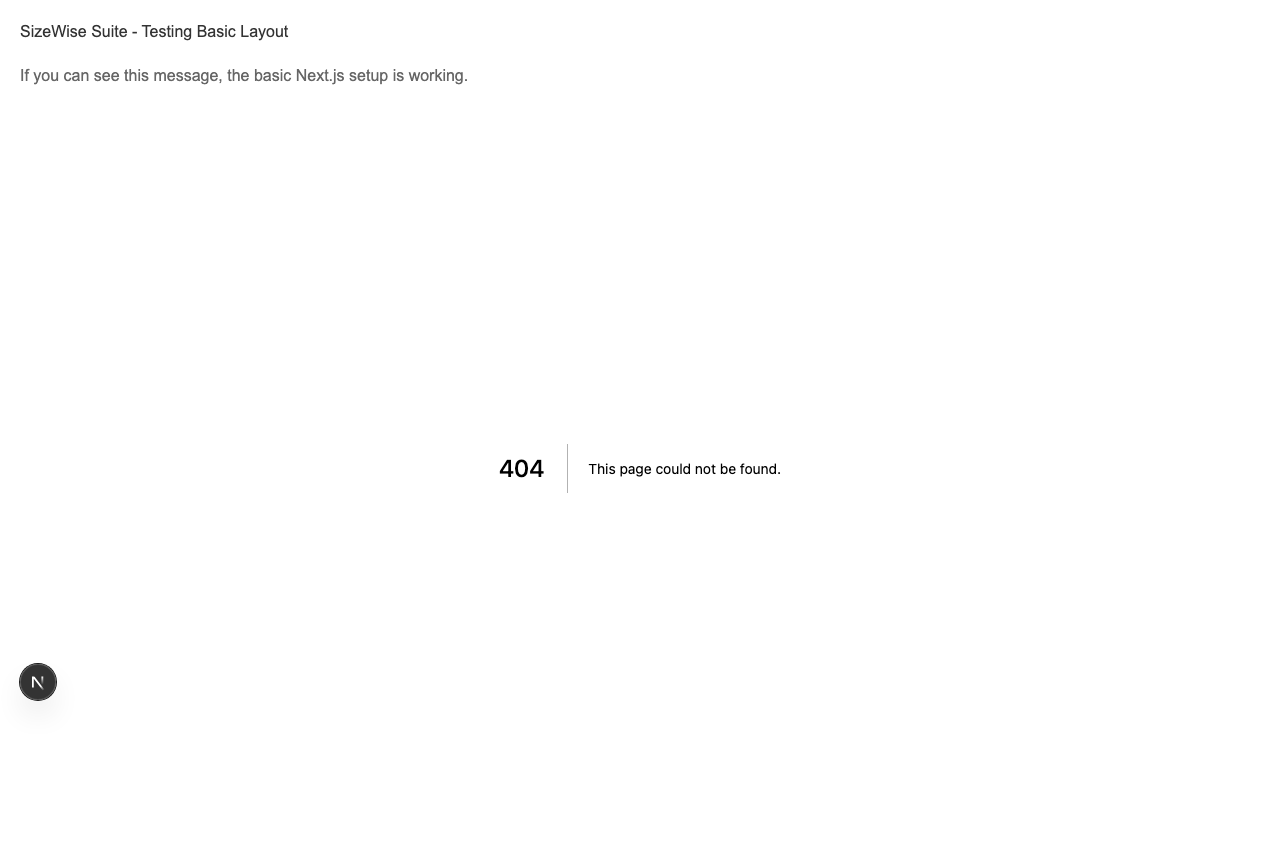 SizeWise Suite - Testing Basic Layout
If you can see this message, the basic Next.js setup is working.
404
This page could not be found.
N